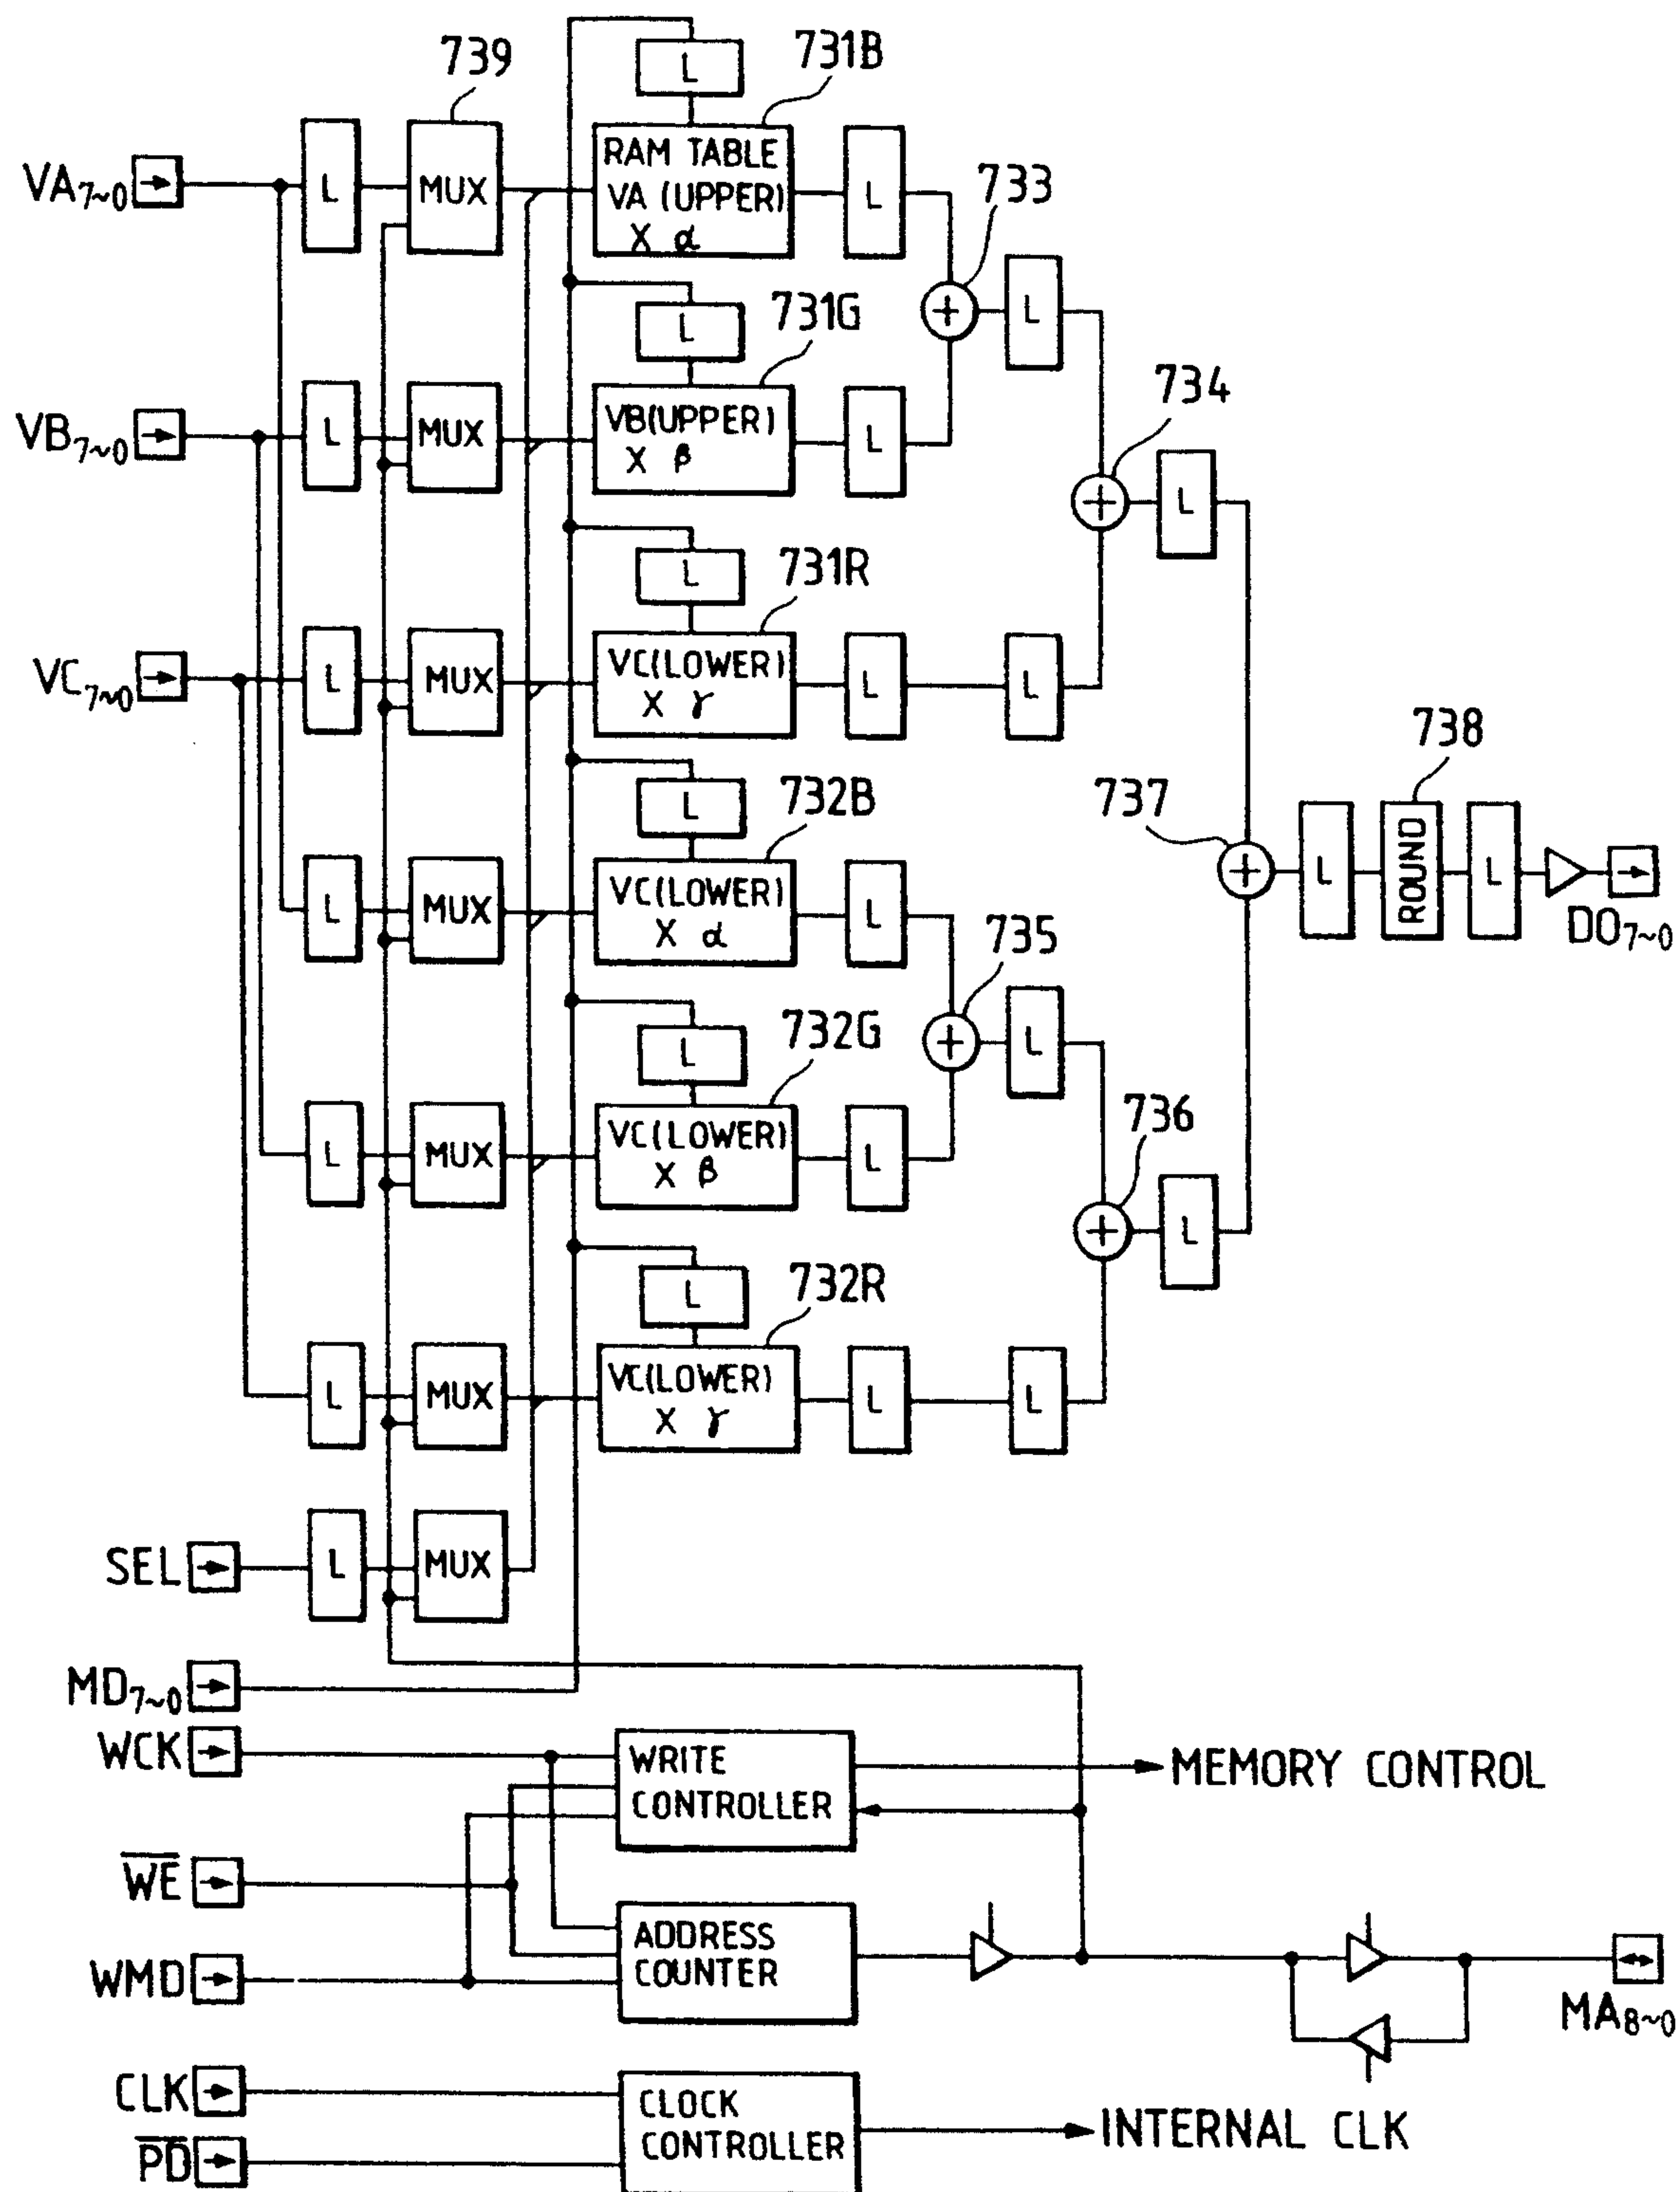 739
L
731B
VA7~0
L
MUX
RAM TABLE
VA (UPPER)
X α
L
733
L
731G
L
734
VB7~0
L
MUX
VB(UPPER)
X β
L
L
L
731R
VC7~0
L
MUX
VC(LOWER)
X γ
L
L
738
L
732B
737
L
MUX
VC(LOWER)
X α
L
735
L
ROUND
L
DO7~0
L
732G
L
736
L
MUX
VC(LOWER)
X β
L
L
L
732R
L
MUX
VC(LOWER)
X γ
L
L
SEL
L
MUX
MD7~0
WCK
WRITE
CONTROLLER
MEMORY CONTROL
WE
WMD
ADDRESS
COUNTER
MA8~0
CLK
CLOCK
CONTROLLER
INTERNAL CLK
PD